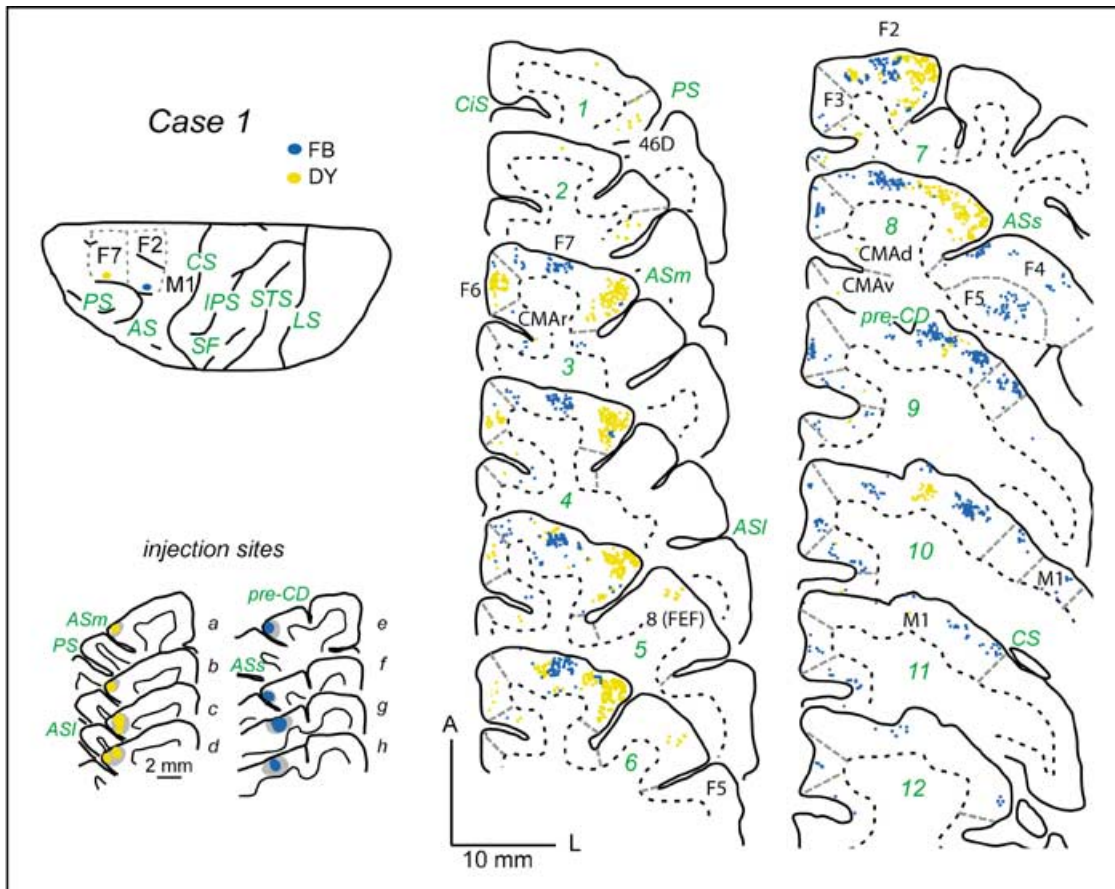 Case 1
FB
DY
F7
F2
CS
M1
PS
IPS
STS
AS
LS
SF
injection sites
ASm
PS
ASl
a
b
c
d
2 mm
pre-CD
ASs
e
f
g
h
CiS
PS
1
46D
2
F7
ASm
F6
CMAr
3
4
ASl
8 (FEF)
5
6
F5
A
L
10 mm
F2
F3
7
8
ASs
CMAd
F4
CMAv
F5
pre-CD
9
10
M1
M1
CS
11
12